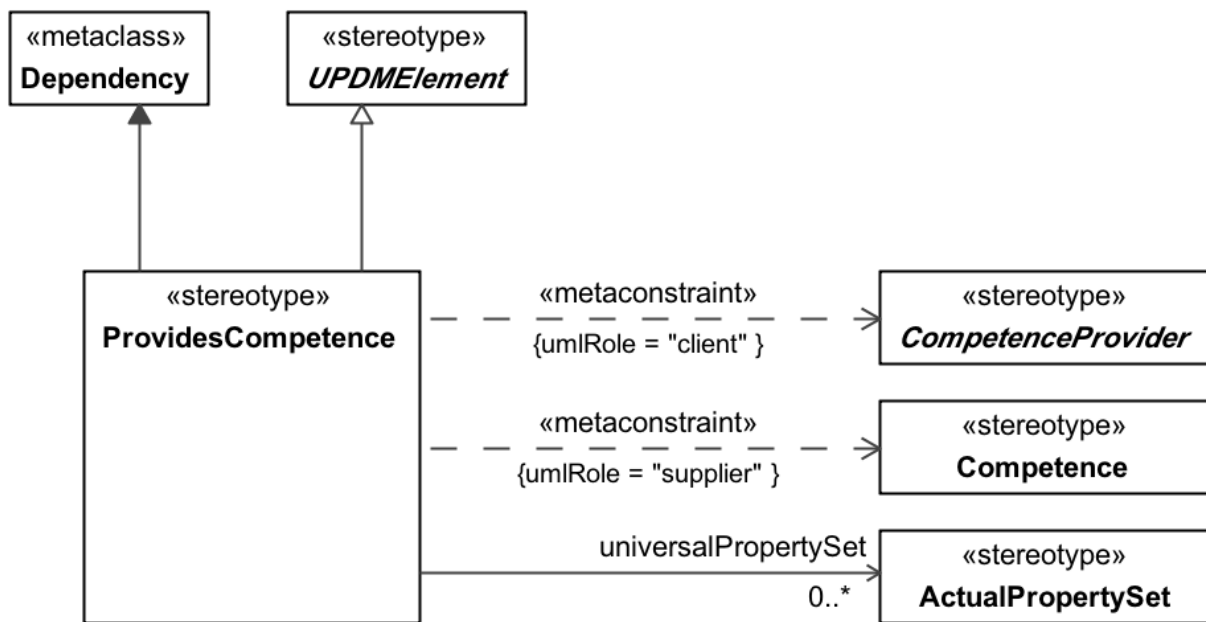 «metaclass»
Dependency
«stereotype»
UPDMElement
«stereotype»
ProvidesCompetence
«metaconstraint»
{umlRole = "client" }
«stereotype»
CompetenceProvider
«metaconstraint»
{umlRole = "supplier" }
«stereotype»
Competence
universalPropertySet
0..*
«stereotype»
ActualPropertySet